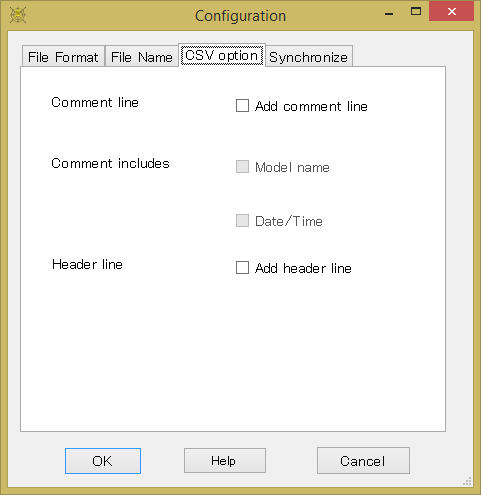 Configuration
File Format File Name CSV option Synchronize
Comment line Add comment line
Comment includes Model name
Date/Time
Header line Add header line
OK Help Cancel